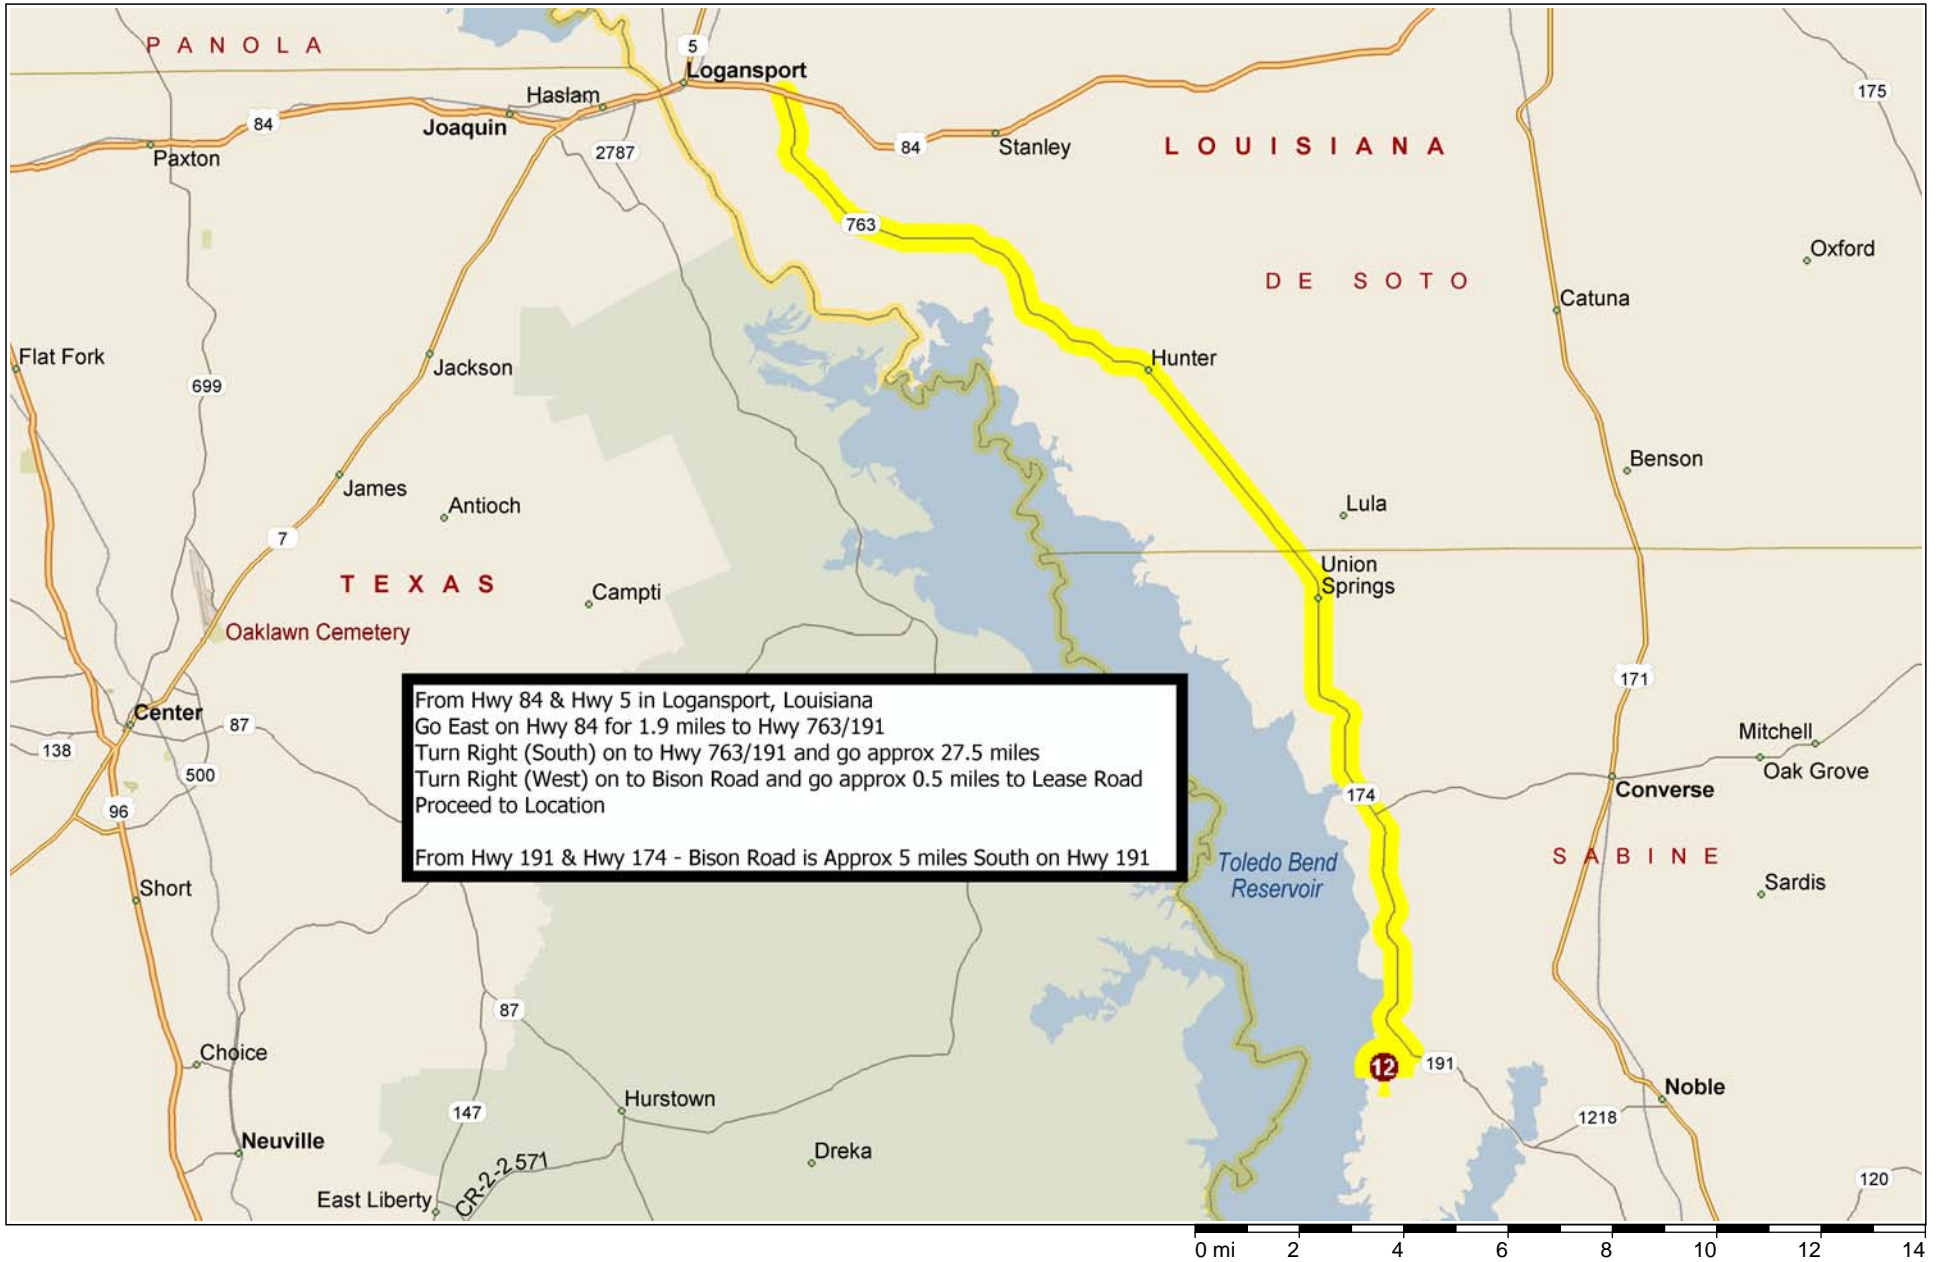 PANOLA
5
Logansport
Haslam
175
84
Joaquin
84
Stanley
LOUISIANA
Paxton
2787
763
Oxford
DE SOTO
Catuna
Flat Fork
Hunter
Jackson
699
Benson
James
Antioch
Lula
7
Union
Springs
TEXAS
Campti
Oaklawn Cemetery
171
From Hwy 84 & Hwy 5 in Logansport, Louisiana
Go East on Hwy 84 for 1.9 miles to Hwy 763/191
Turn Right (South) on to Hwy 763/191 and go approx 27.5 miles
Turn Right (West) on to Bison Road and go approx 0.5 miles to Lease Road
Proceed to Location
From Hwy 191 & Hwy 174 - Bison Road is Approx 5 miles South on Hwy 191
Center
87
138
500
Mitchell
Oak Grove
Converse
174
96
Toledo Bend
Reservoir
SABINE
Sardis
Short
87
Choice
12
191
Noble
147
Hurstown
1218
Neuville
Dreka
CR-2-2571
East Liberty
120
0 mi 2 4 6 8 10 12 14